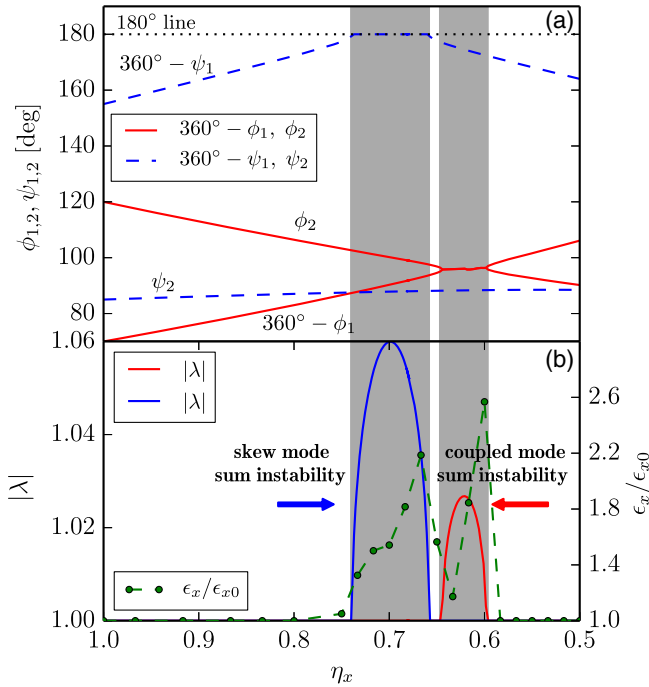 (a)
180° line
360° − ψ₁
360° − ϕ₁, ϕ₂
360° − ψ₁, ψ₂
ϕ₂
ψ₂
360° − ϕ₁
ϕ₁,₂, ψ₁,₂ [deg]
180
160
140
120
100
80
1.06
(b)
|λ|
|λ|
skew mode
sum instability
coupled mode
sum instability
ϵₓ/ϵₓ₀
|λ|
1.04
1.02
1.00
2.6
2.2
1.8
1.4
1.0
ϵₓ/ϵₓ₀
1.0
0.9
0.8
0.7
0.6
0.5
ηₓ